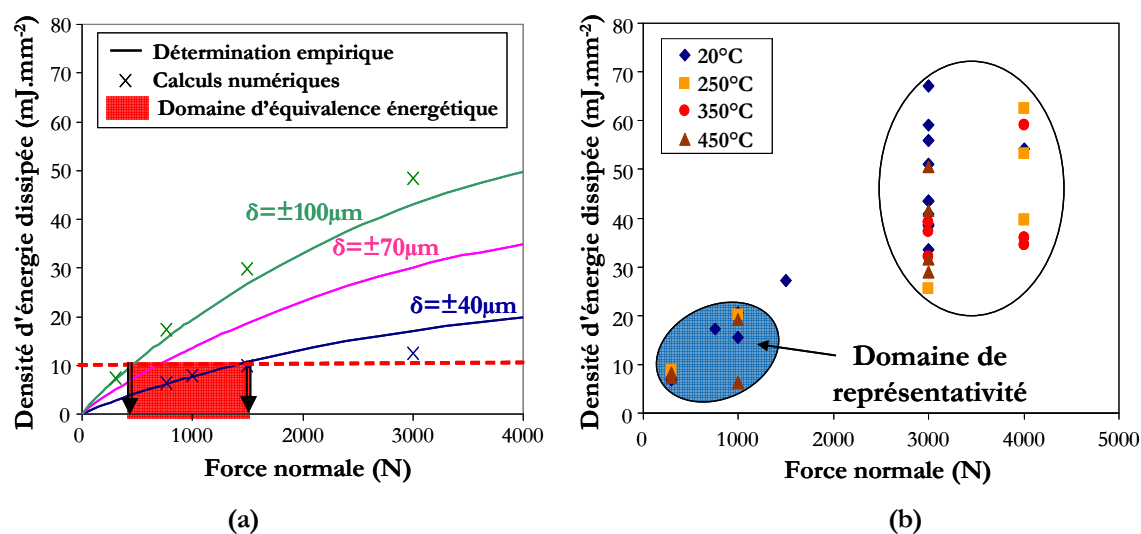 Densité d'énergie dissipée (mJ.mm-2)
80
70
60
50
40
30
20
10
0
Détermination empirique
Calculs numériques
Domaine d'équivalence énergétique
δ=±100µm
δ=±70µm
δ=±40µm
0 1000 2000 3000 4000
Force normale (N)
(a)
Densité d'énergie dissipée (mJ.mm-2)
80
70
60
50
40
30
20
10
0
20°C
250°C
350°C
450°C
Domaine de
représentativité
0 1000 2000 3000 4000 5000
Force normale (N)
(b)